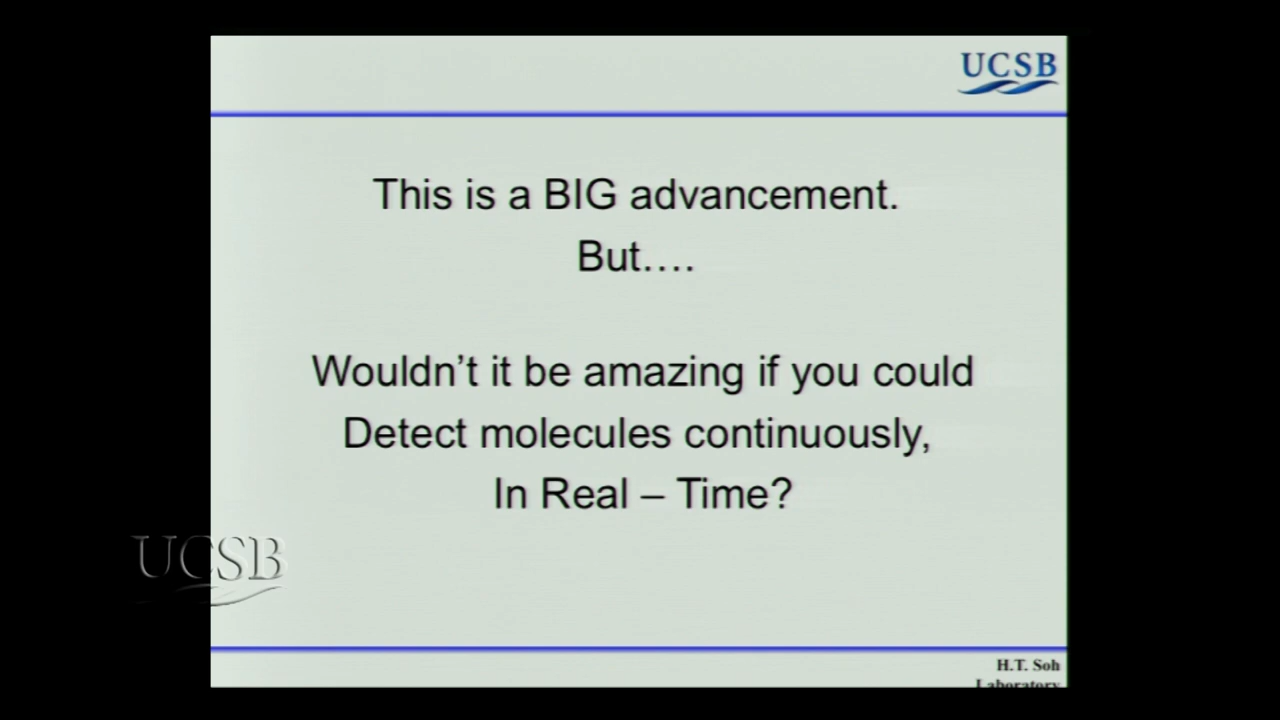 UCSB
This is a BIG advancement.
But….
Wouldn’t it be amazing if you could
Detect molecules continuously,
In Real – Time?
UCSB
H.T. Soh
Laboratory